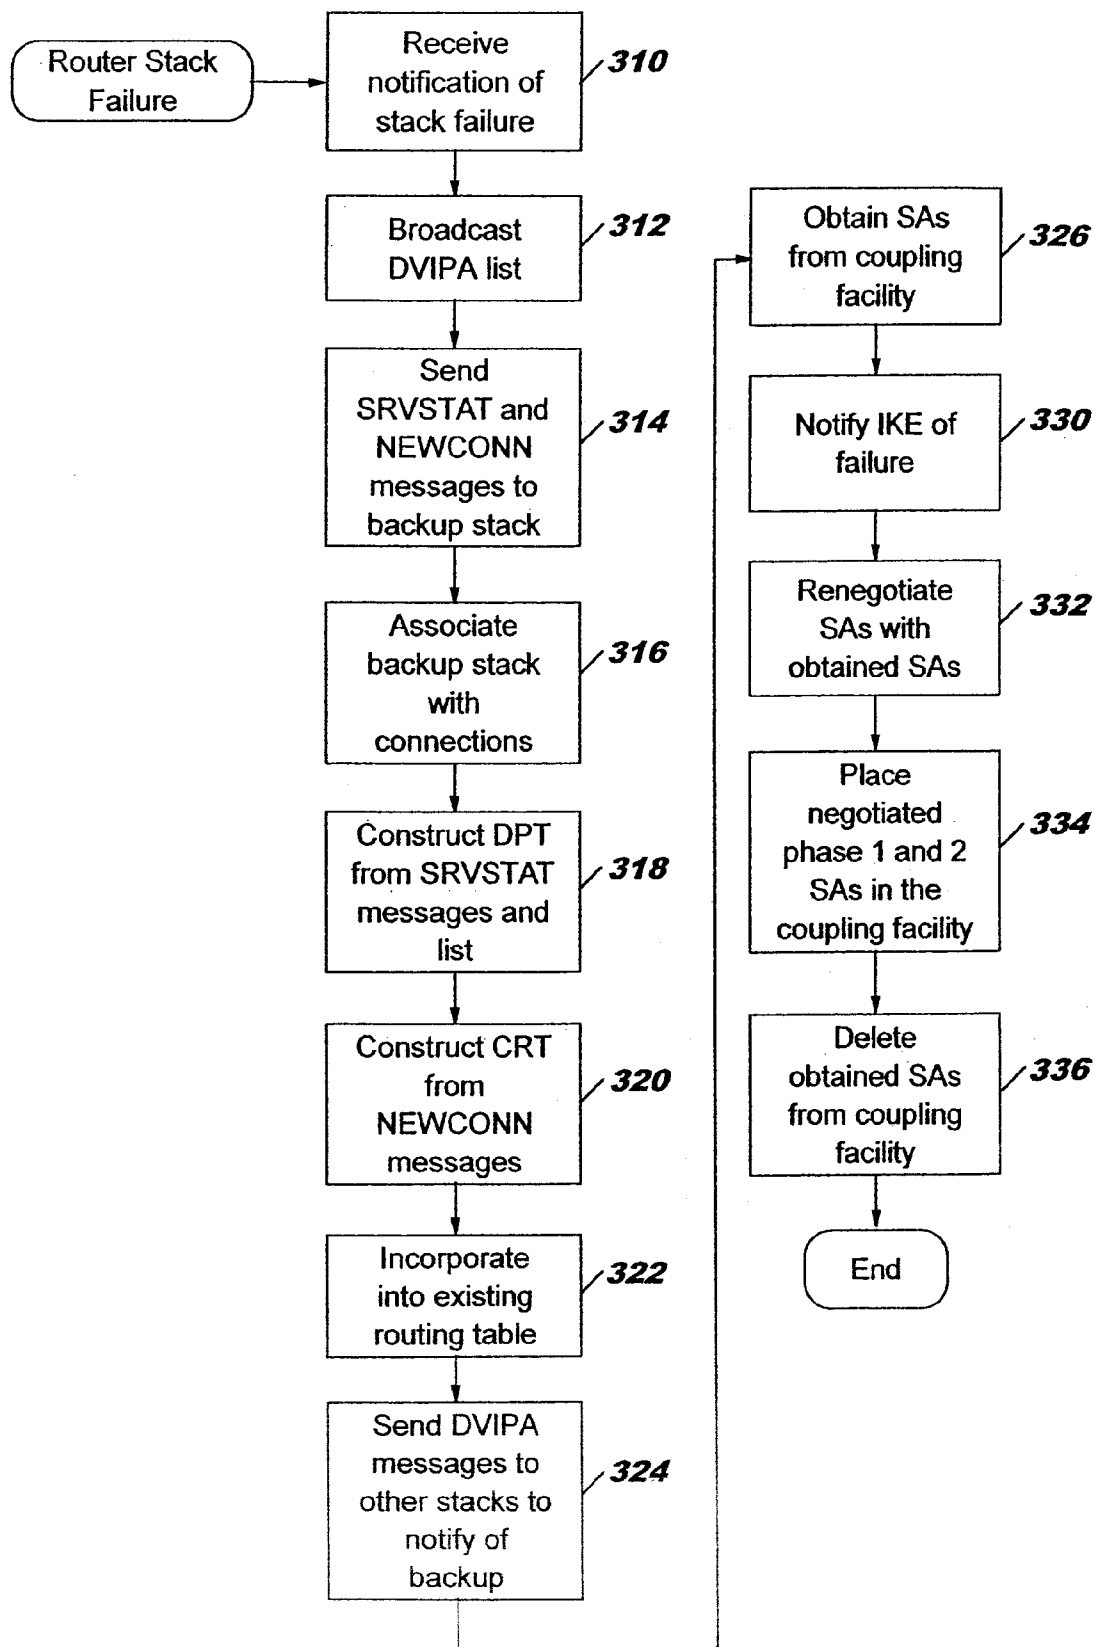 Router Stack
Failure
Receive
notification of
stack failure
310
Broadcast
DVIPA list
312
Send
SRVSTAT and
NEWCONN
messages to
backup stack
314
Associate
backup stack
with
connections
316
Construct DPT
from SRVSTAT
messages and
list
318
Construct CRT
from
NEWCONN
messages
320
Incorporate
into existing
routing table
322
Send DVIPA
messages to
other stacks to
notify of
backup
324
Obtain SAs
from coupling
facility
326
Notify IKE of
failure
330
Renegotiate
SAs with
obtained SAs
332
Place
negotiated
phase 1 and 2
SAs in the
coupling facility
334
Delete
obtained SAs
from coupling
facility
336
End